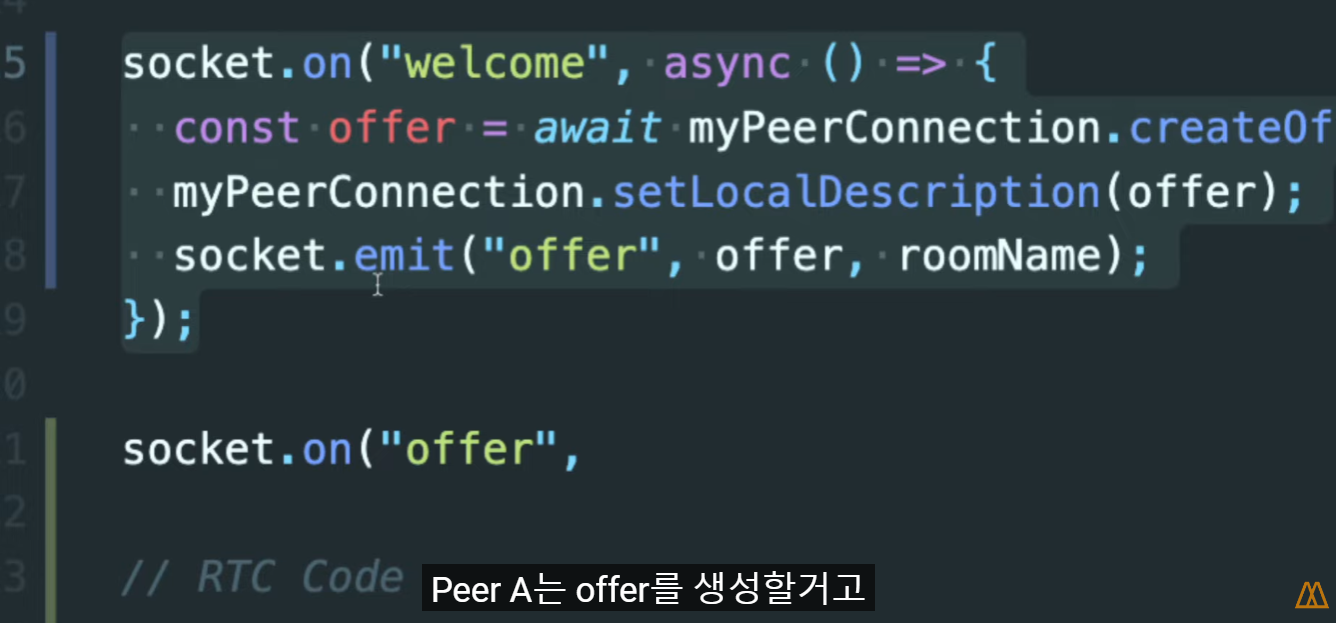 5 socket.on("welcome", async () => {
6 const offer = await myPeerConnection.createOf
7 myPeerConnection.setLocalDescription(offer);
8 socket.emit("offer", offer, roomName);
9 });
0
1 socket.on("offer",
2
3 // RTC Code
Peer A는 offer를 생성할거고